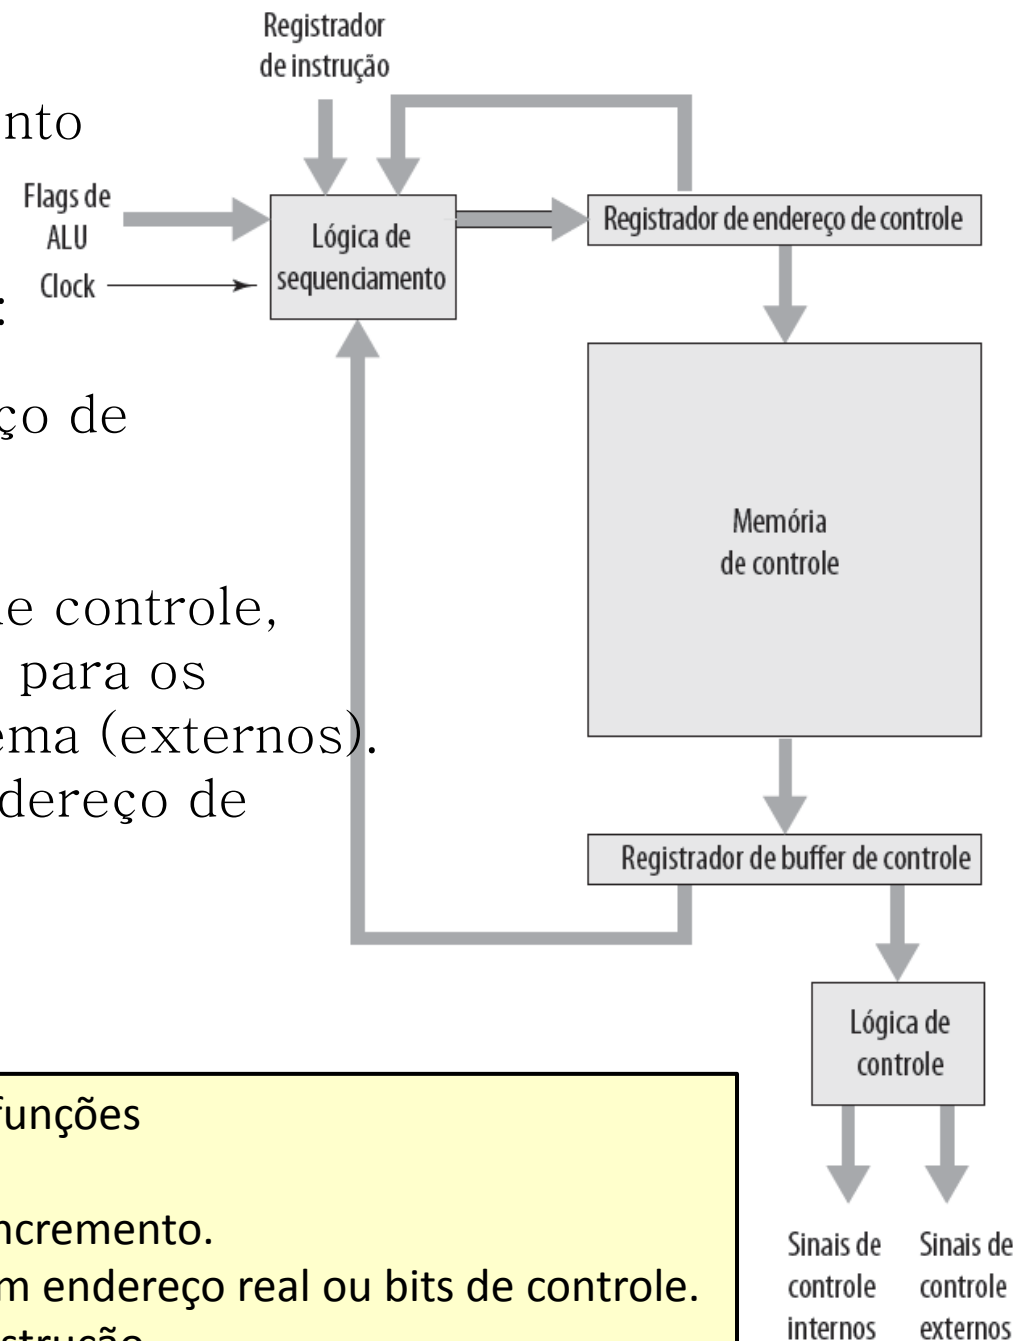 Registrador
de instrução
nto
Flags de
ALU
Clock
:
Lógica de
sequenciamento
Registrador de endereço de controle
ço de
Memória
de controle
le controle,
para os
ema (externos).
dereço de
Registrador de buffer de controle
Lógica de
controle
funções
ncremento.
m endereço real ou bits de controle.
strução
Sinais de
controle
internos
Sinais de
controle
externos